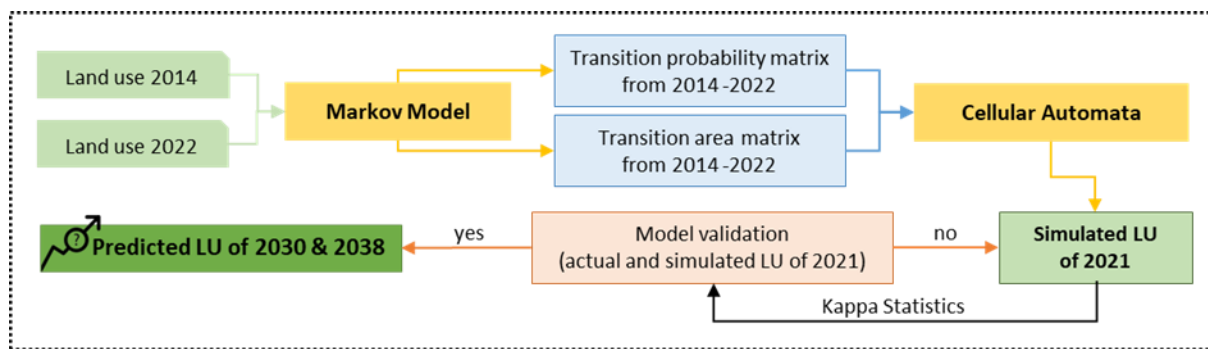 Land use 2014
Land use 2022
Markov Model
Transition probability matrix
from 2014 -2022
Transition area matrix
from 2014 -2022
Cellular Automata
?
Predicted LU of 2030 & 2038
yes
Model validation
(actual and simulated LU of 2021)
no
Simulated LU
of 2021
Kappa Statistics